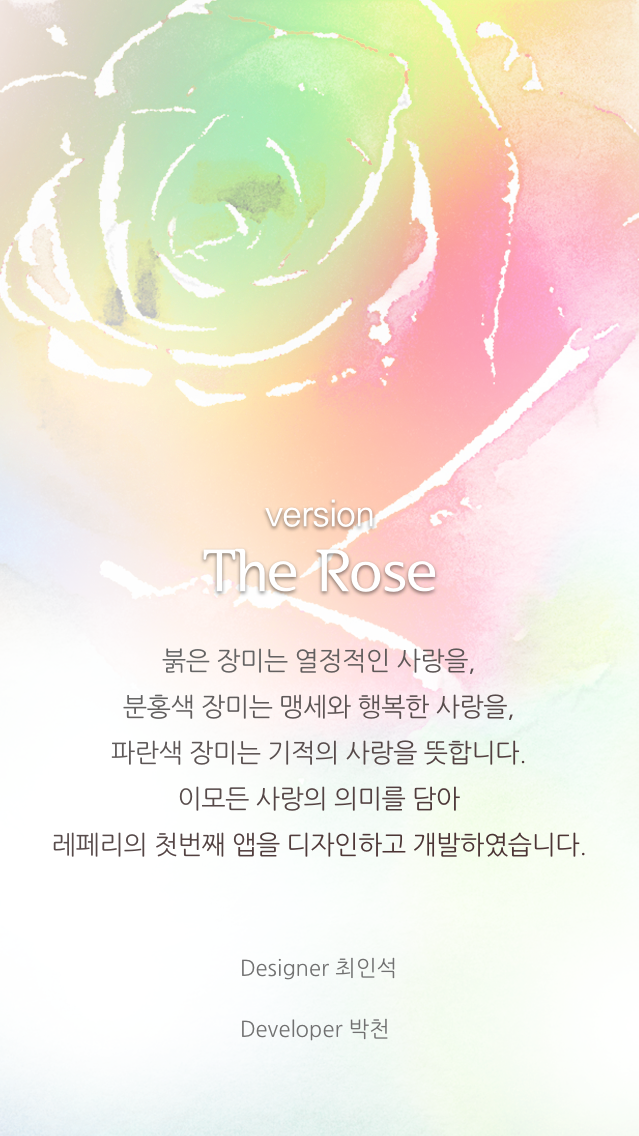 version
The Rose
붉은 장미는 열정적인 사랑을,
분홍색 장미는 맹세와 행복한 사랑을,
파란색 장미는 기적의 사랑을 뜻합니다.
이모든 사랑의 의미를 담아
레페리의 첫번째 앱을 디자인하고 개발하였습니다.
Designer 최인석
Developer 박천